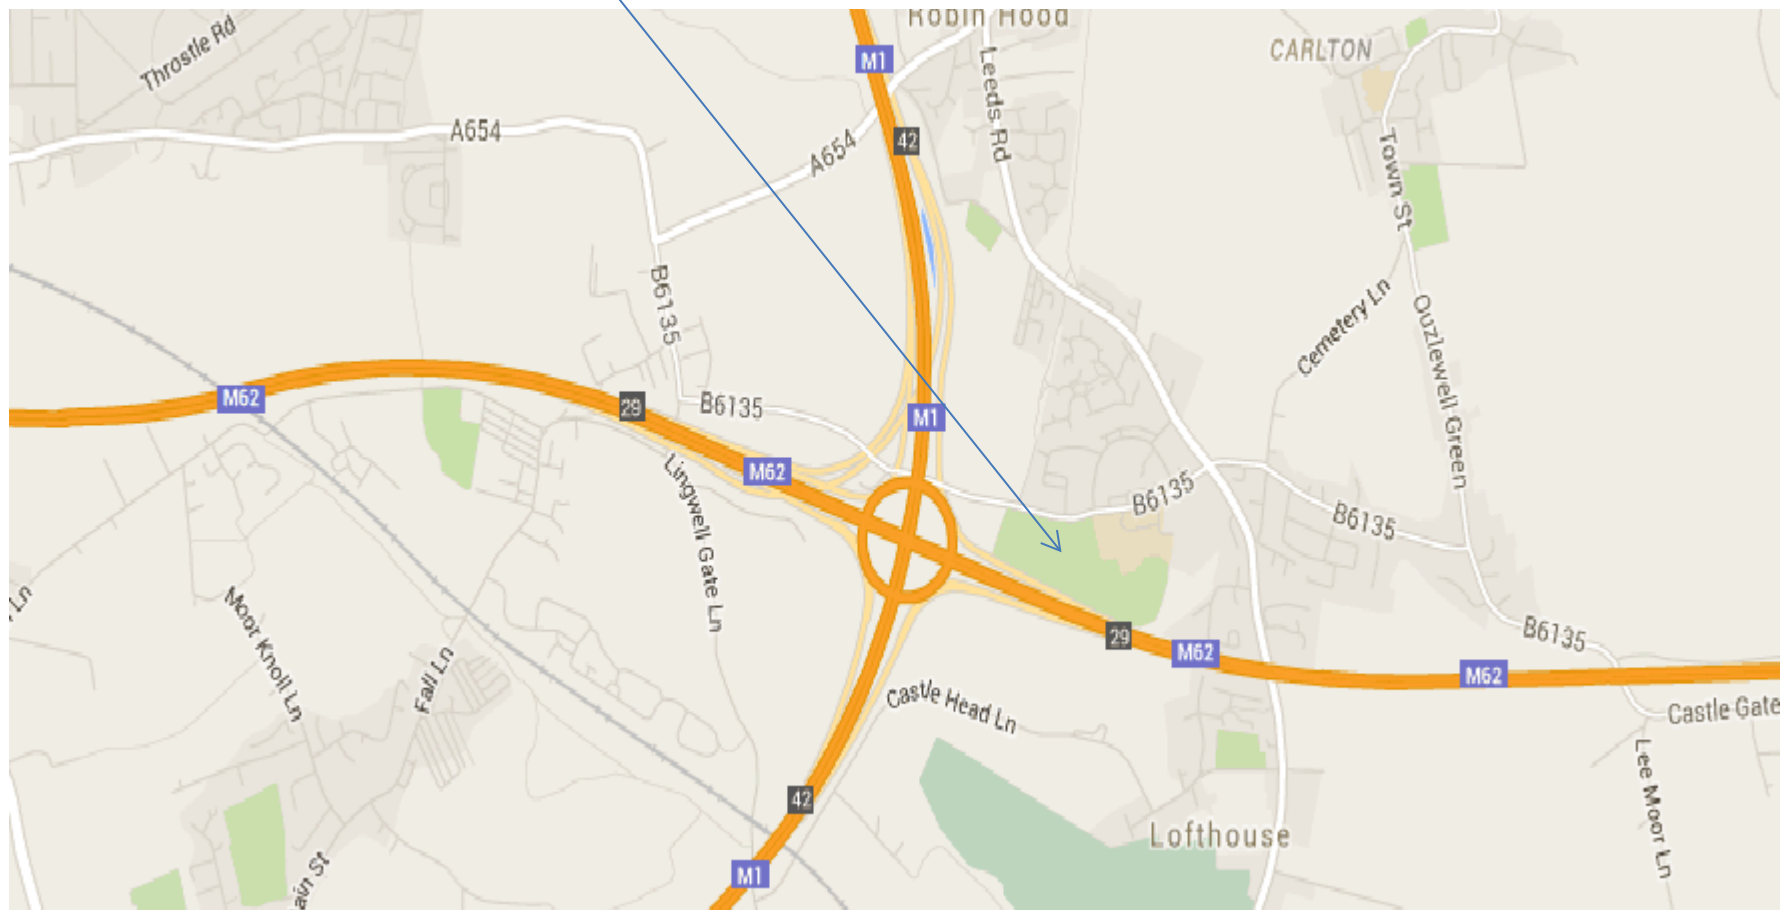 Robin Hood
Throstle Rd
CARLTON
M1
A654
42
A654
Leeds Rd
Town St
B6135
Cemetery Ln
Ouzlewell Green
M62
29
B6135
M1
M62
Lingwell Gate Ln
B6135
B6135
Ln
Moor Knoll Ln
Fall Ln
29
M62
B6135
M62
Castle Head Ln
Castle Gate
Lee Moor Ln
42
Lofthouse
M1
St